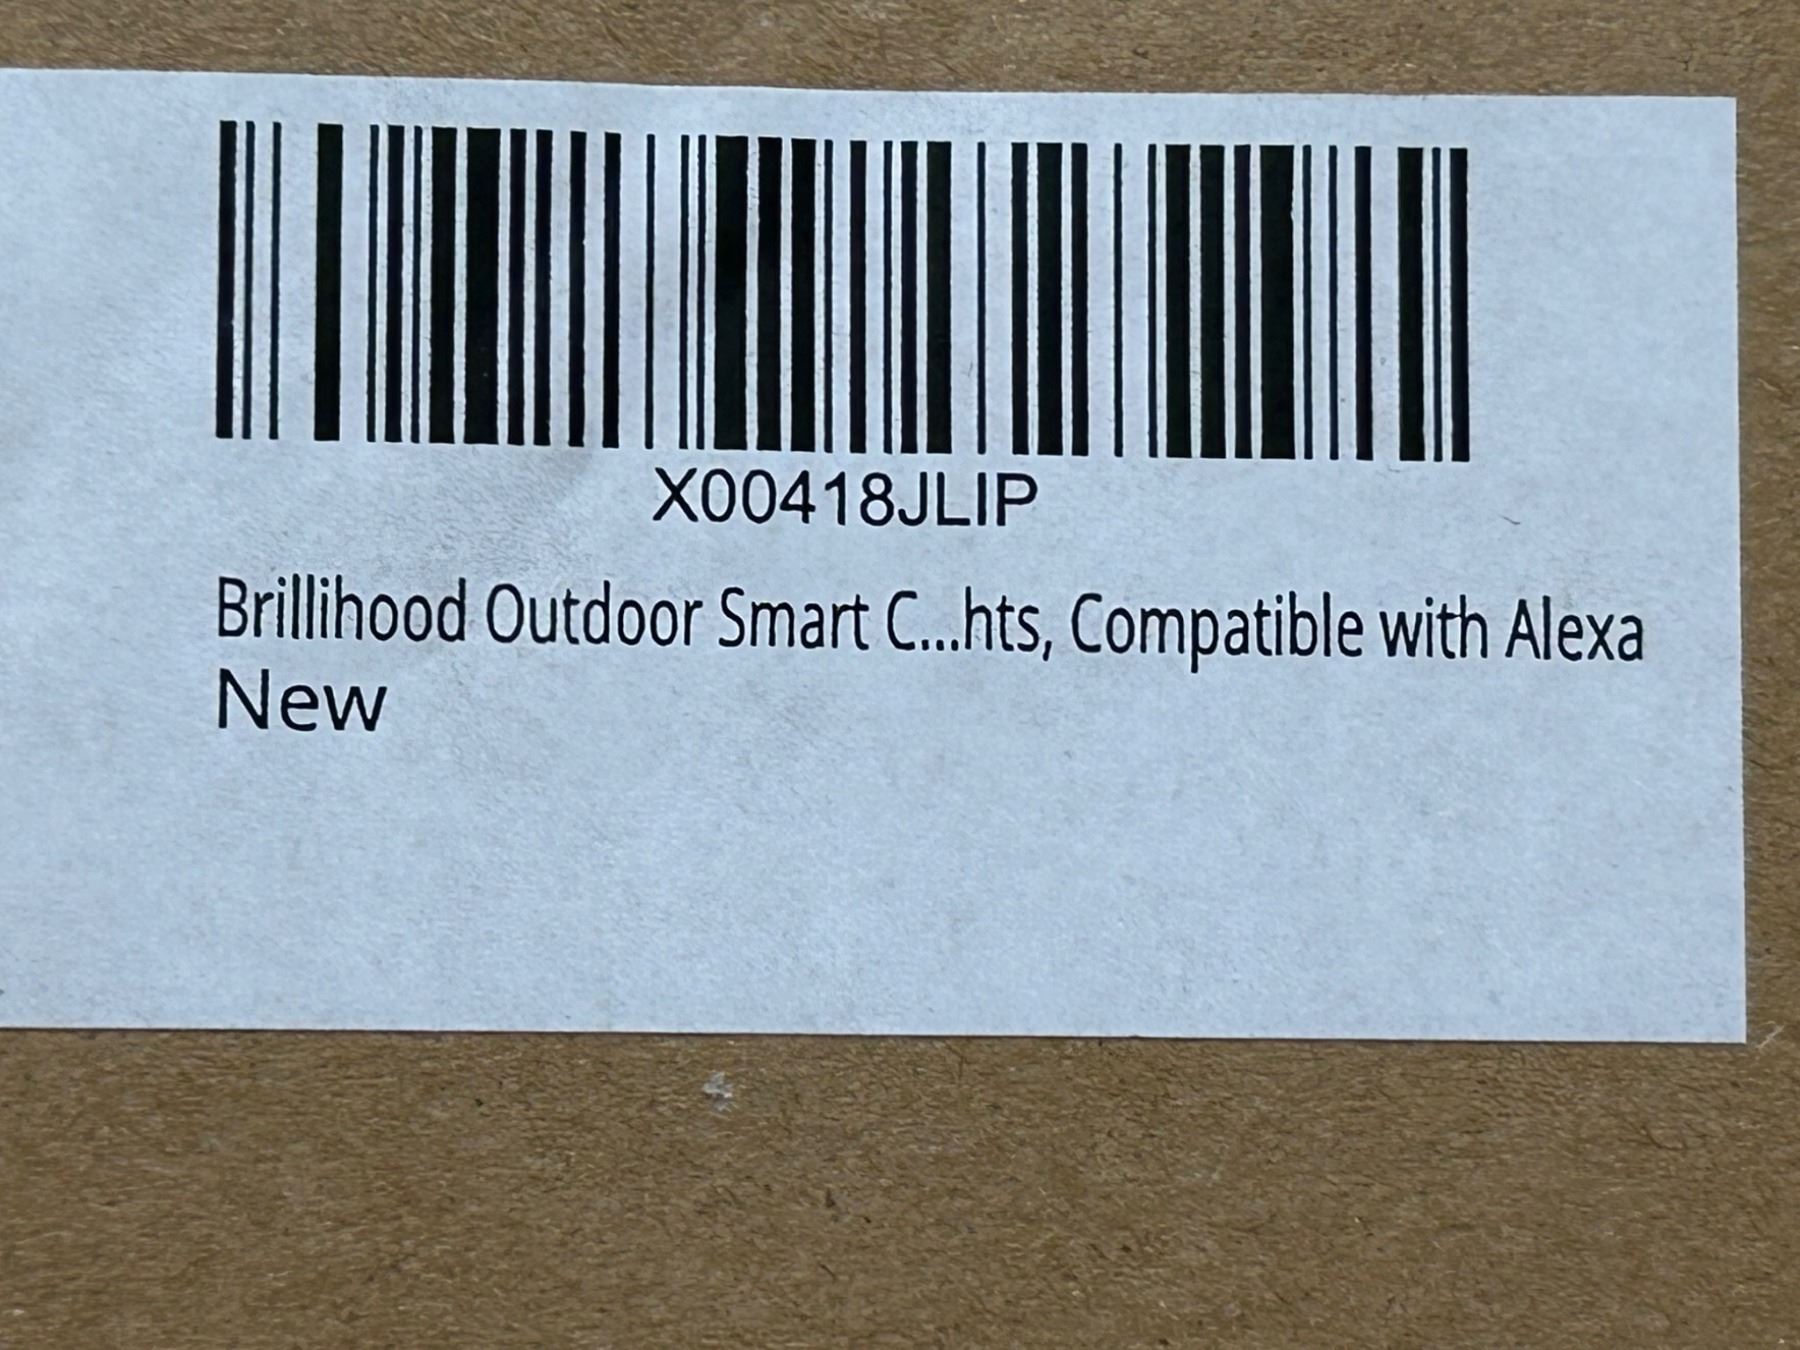 X00418JLIP
Brillihood Outdoor Smart C...hts, Compatible with Alexa
New